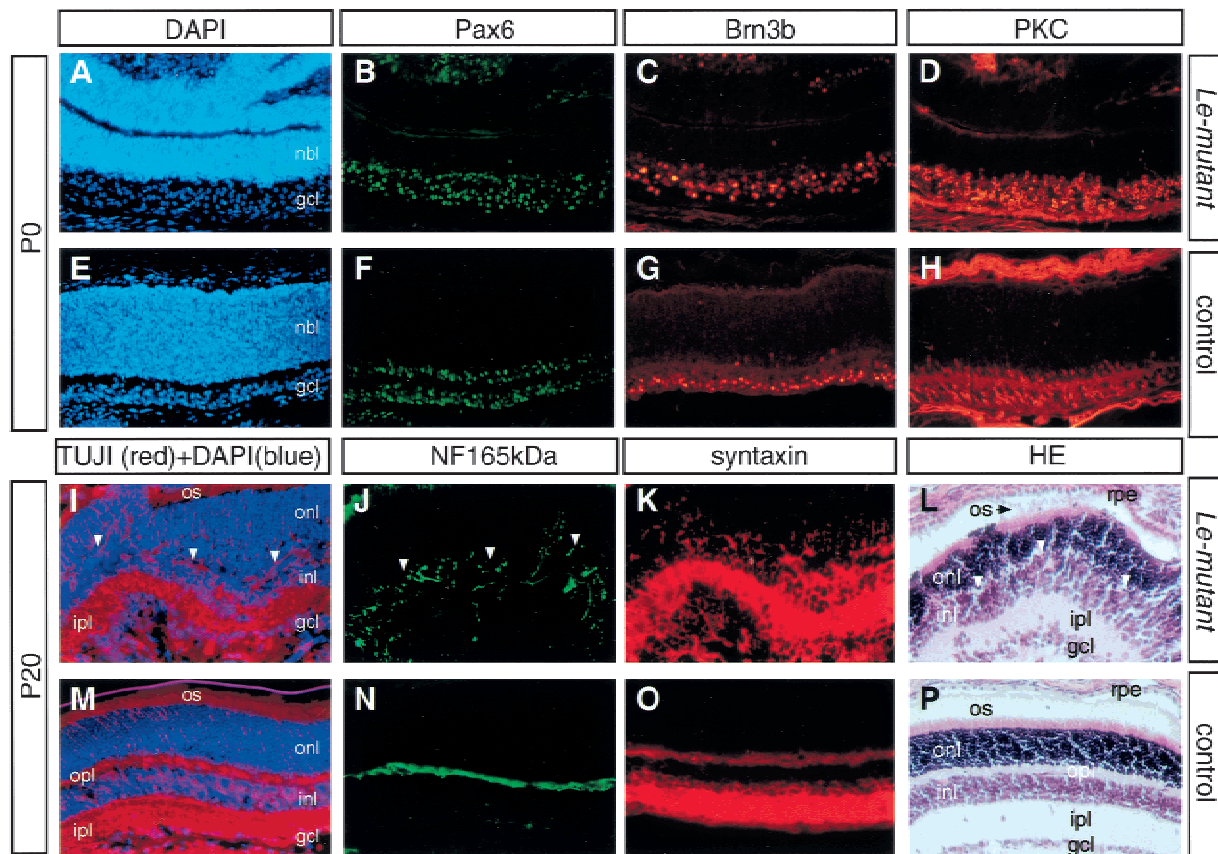 DAPI Pax6 Brn3b PKC
P0
A B C D
nbl
gcl
Le-mutant
E F G H
nbl
gcl
control
TUJI (red)+DAPI(blue) NF165kDa syntaxin HE
P20
I J K L
os
onl
inl
ipl
gcl
os
rpe
onl
inl
ipl
gcl
Le-mutant
M N O P
os
onl
opl
inl
ipl
gcl
rpe
os
onl
opl
inl
ipl
gcl
control